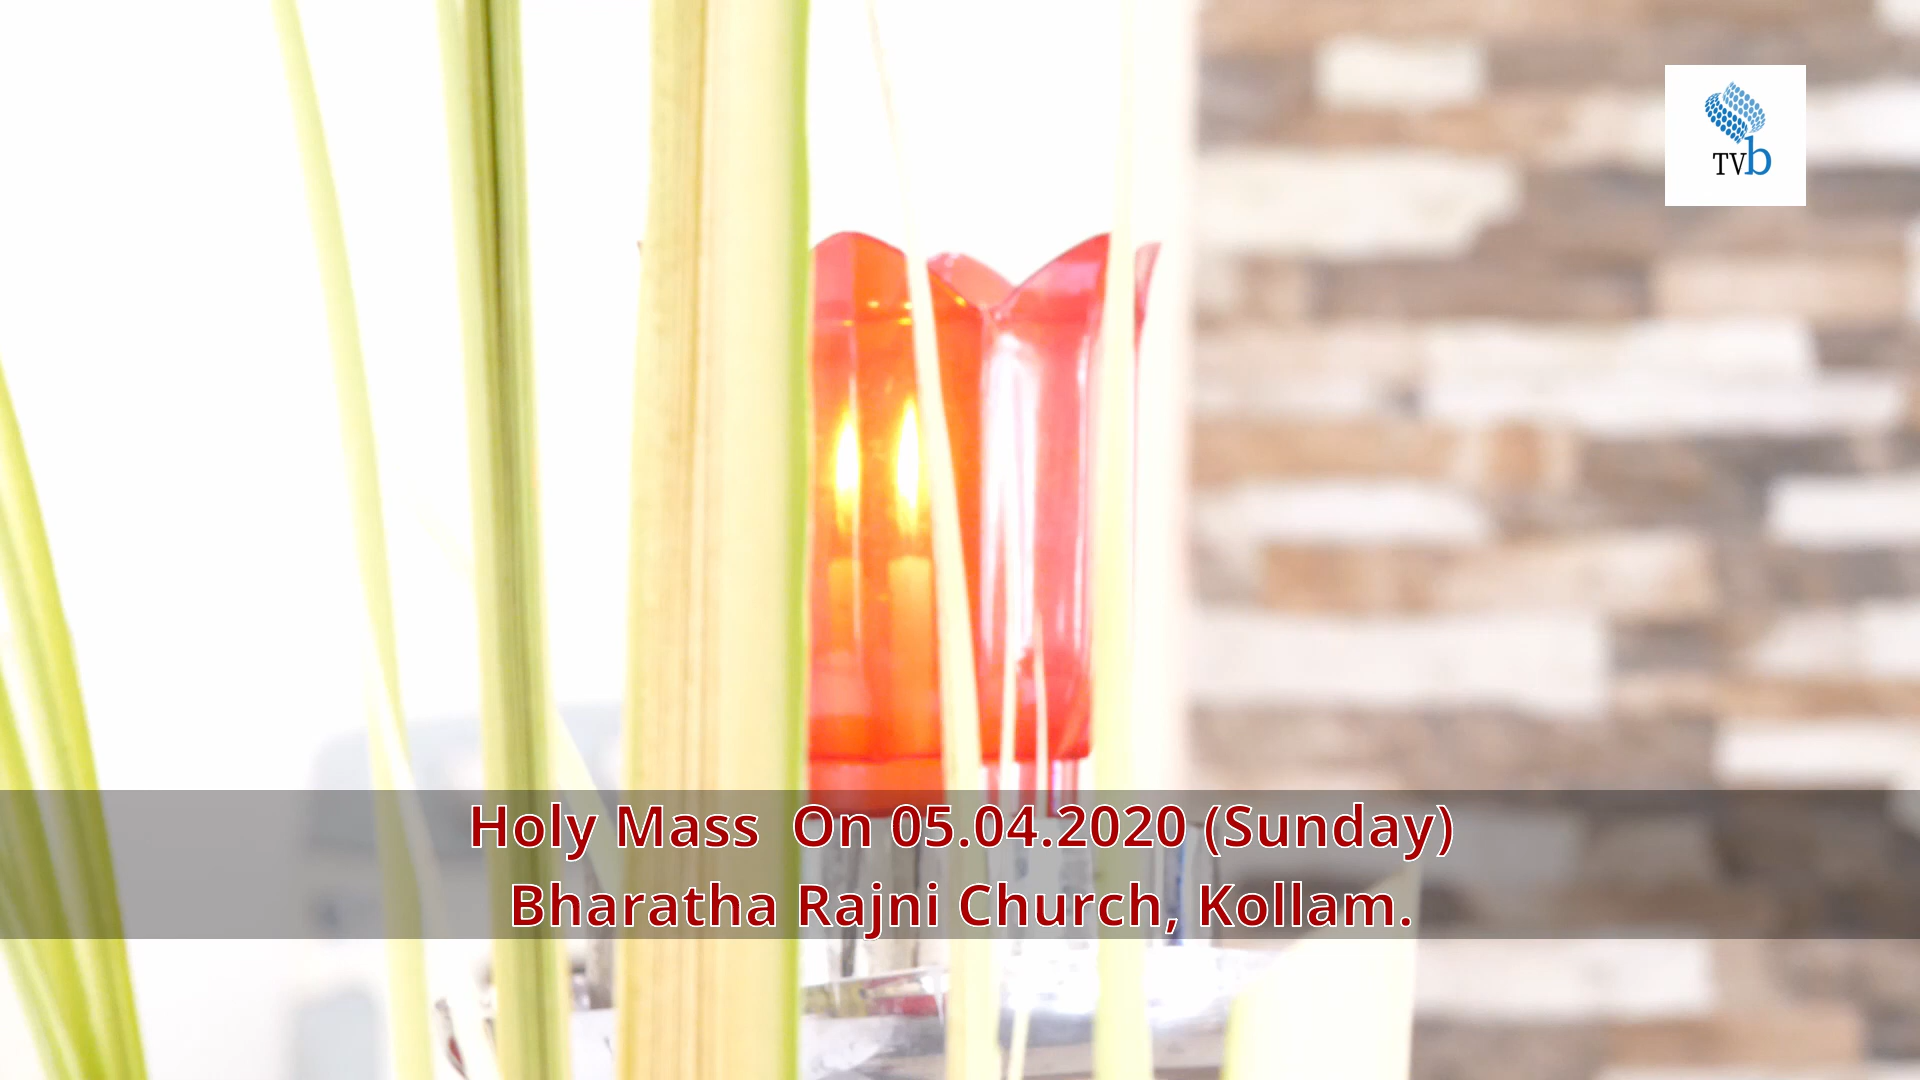 TVb
Holy Mass  On 05.04.2020 (Sunday)
Bharatha Rajni Church, Kollam.